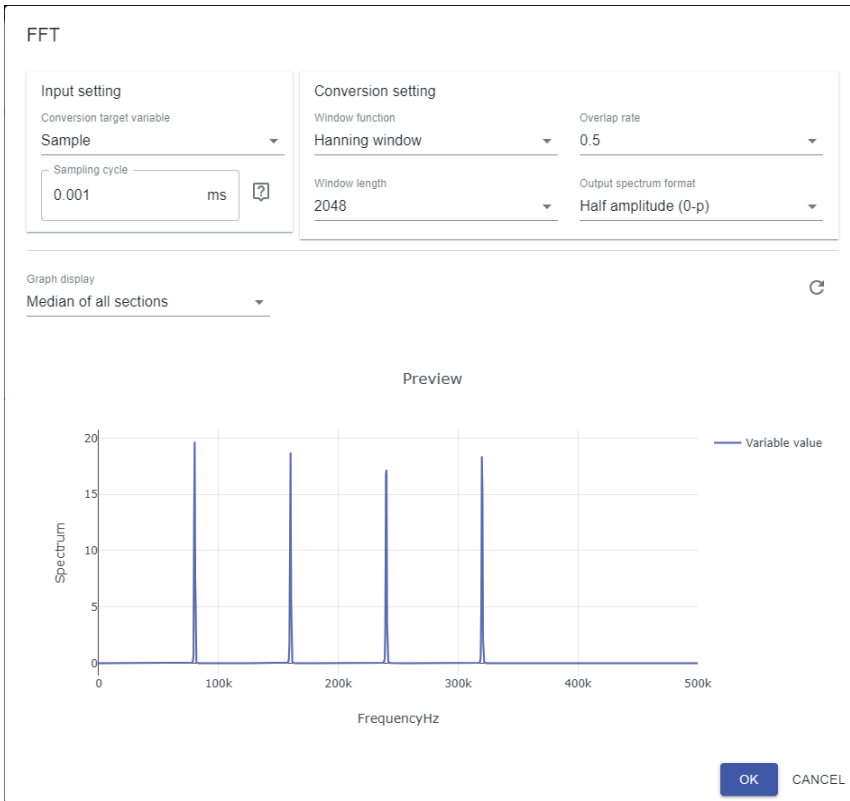 FFT
Input setting
Conversion target variable
Sample
Sampling cycle
0.001 ms
Conversion setting
Window function
Hanning window
Overlap rate
0.5
Window length
2048
Output spectrum format
Half amplitude (0-p)
Graph display
Median of all sections
Preview
Variable value
20
15
10
5
0
Spectrum
0 100k 200k 300k 400k 500k
FrequencyHz
OK CANCEL